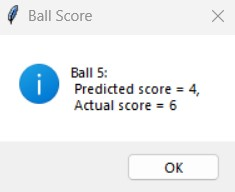 Ball Score
Ball 5:
Predicted score = 4,
Actual score = 6
OK